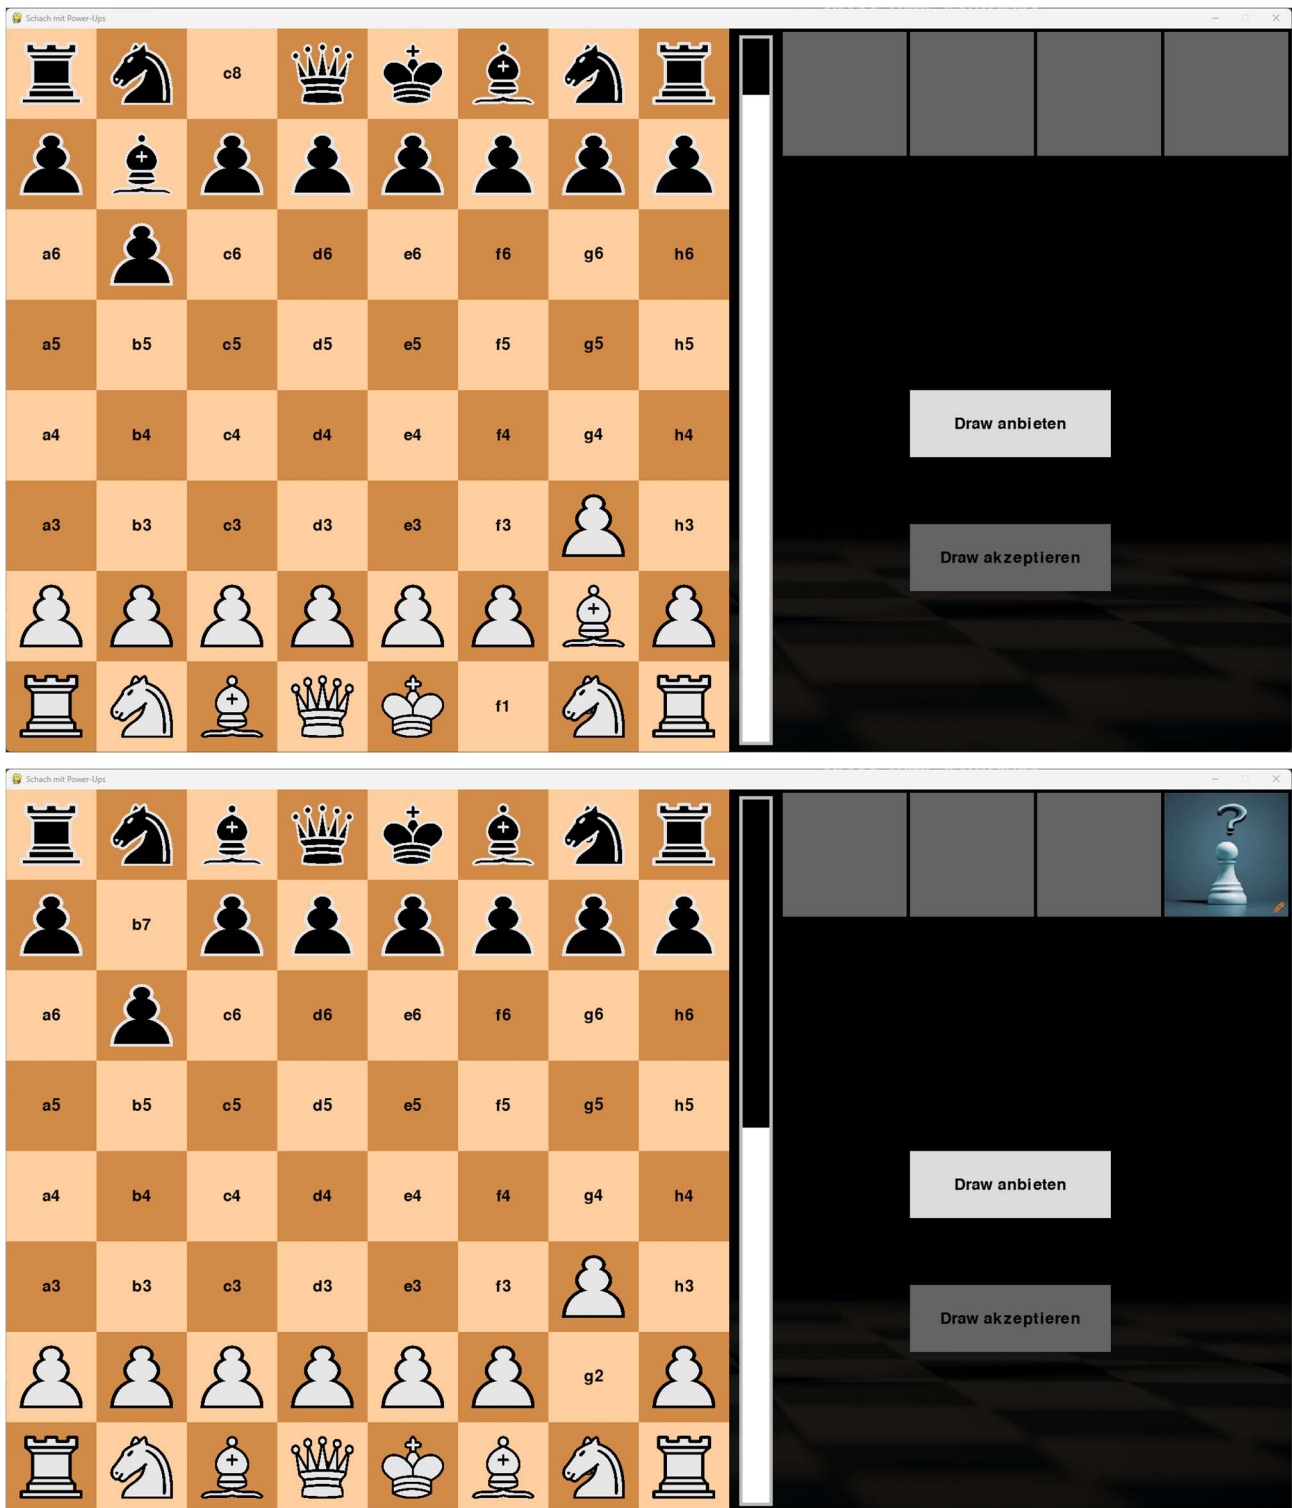 Schach mit Power-Ups
c8
a6 c6 d6 e6 f6 g6 h6
a5 b5 c5 d5 e5 f5 g5 h5
a4 b4 c4 d4 e4 f4 g4 h4
a3 b3 c3 d3 e3 f3 h3
f1
Draw anbieten
Draw akzeptieren
Schach mit Power-Ups
b7
a6 c6 d6 e6 f6 g6 h6
a5 b5 c5 d5 e5 f5 g5 h5
a4 b4 c4 d4 e4 f4 g4 h4
a3 b3 c3 d3 e3 f3 h3
g2
Draw anbieten
Draw akzeptieren